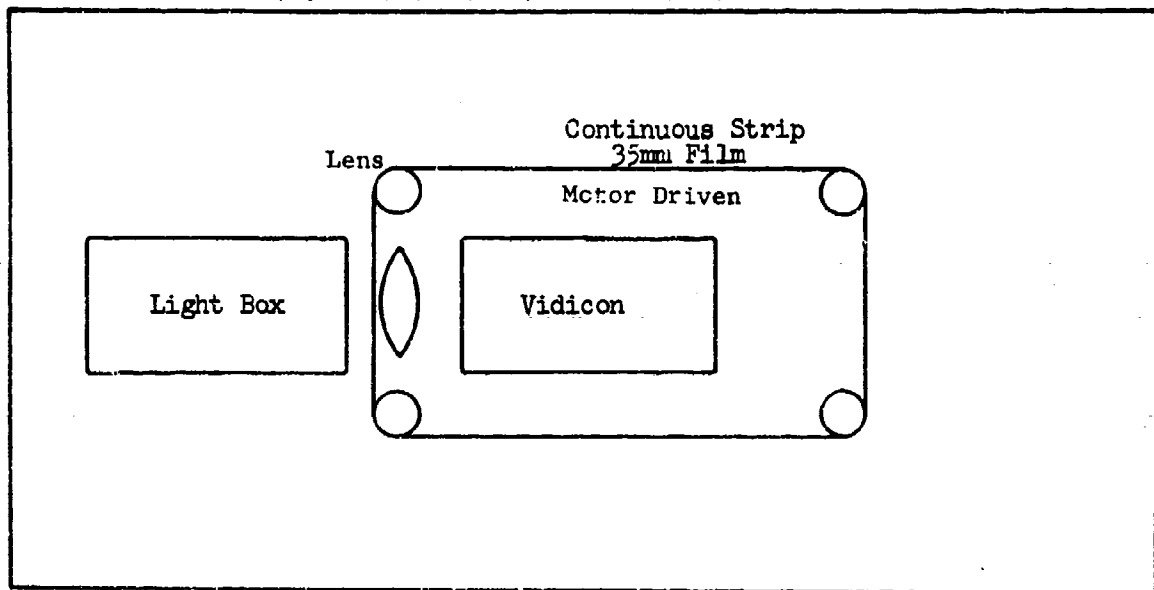 Continuous Strip
35mm Film
Lens
Motor Driven
Light Box
Vidicon